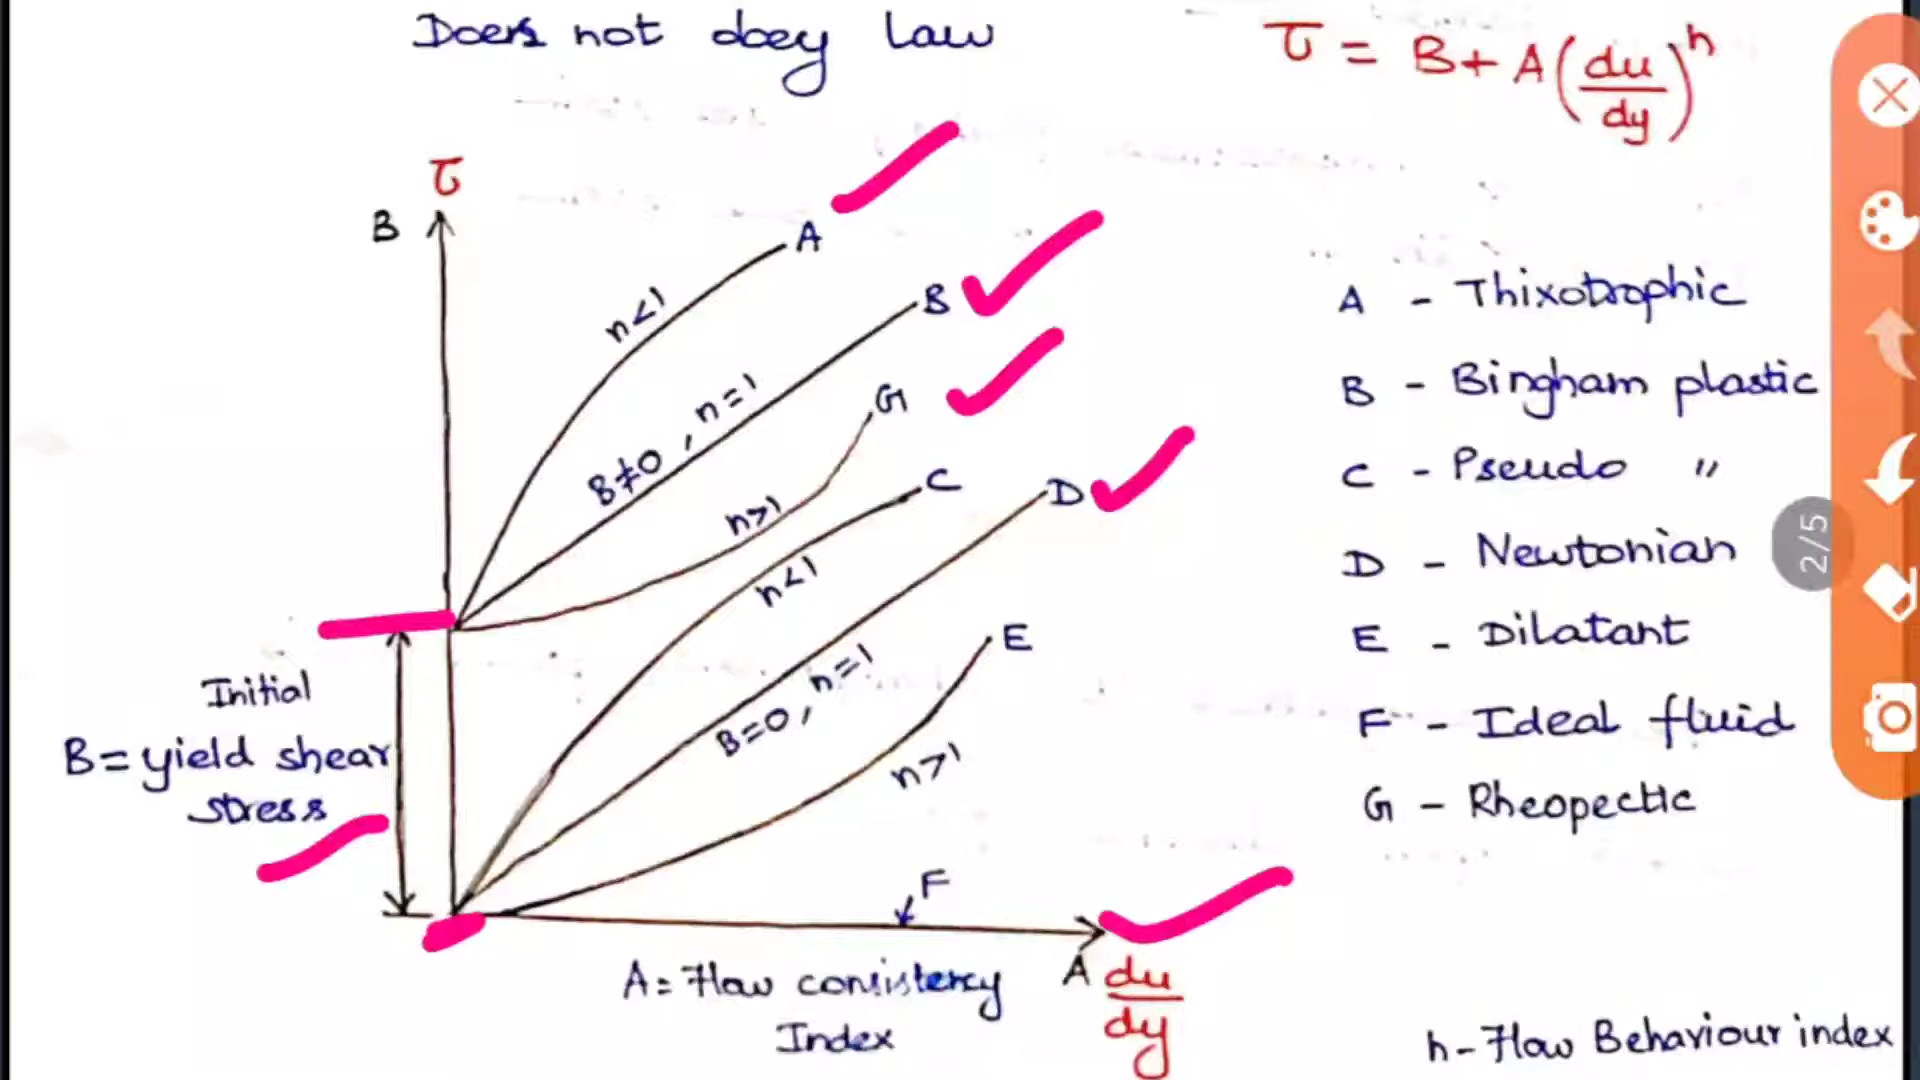 Does not obey law
τ = B + A(du/dy)^n
τ
B
A
n<1
B
B≠0, n=1
G
n>1
C
n<1
D
B=0, n=1
E
n>1
F
Initial
B = yield shear
stress
A
du/dy
A = Flow consistency
Index
A - Thixotrophic
B - Bingham plastic
C - Pseudo "
D - Newtonian
E - Dilatant
F - Ideal fluid
G - Rheopectic
n - Flow Behaviour index
2/5